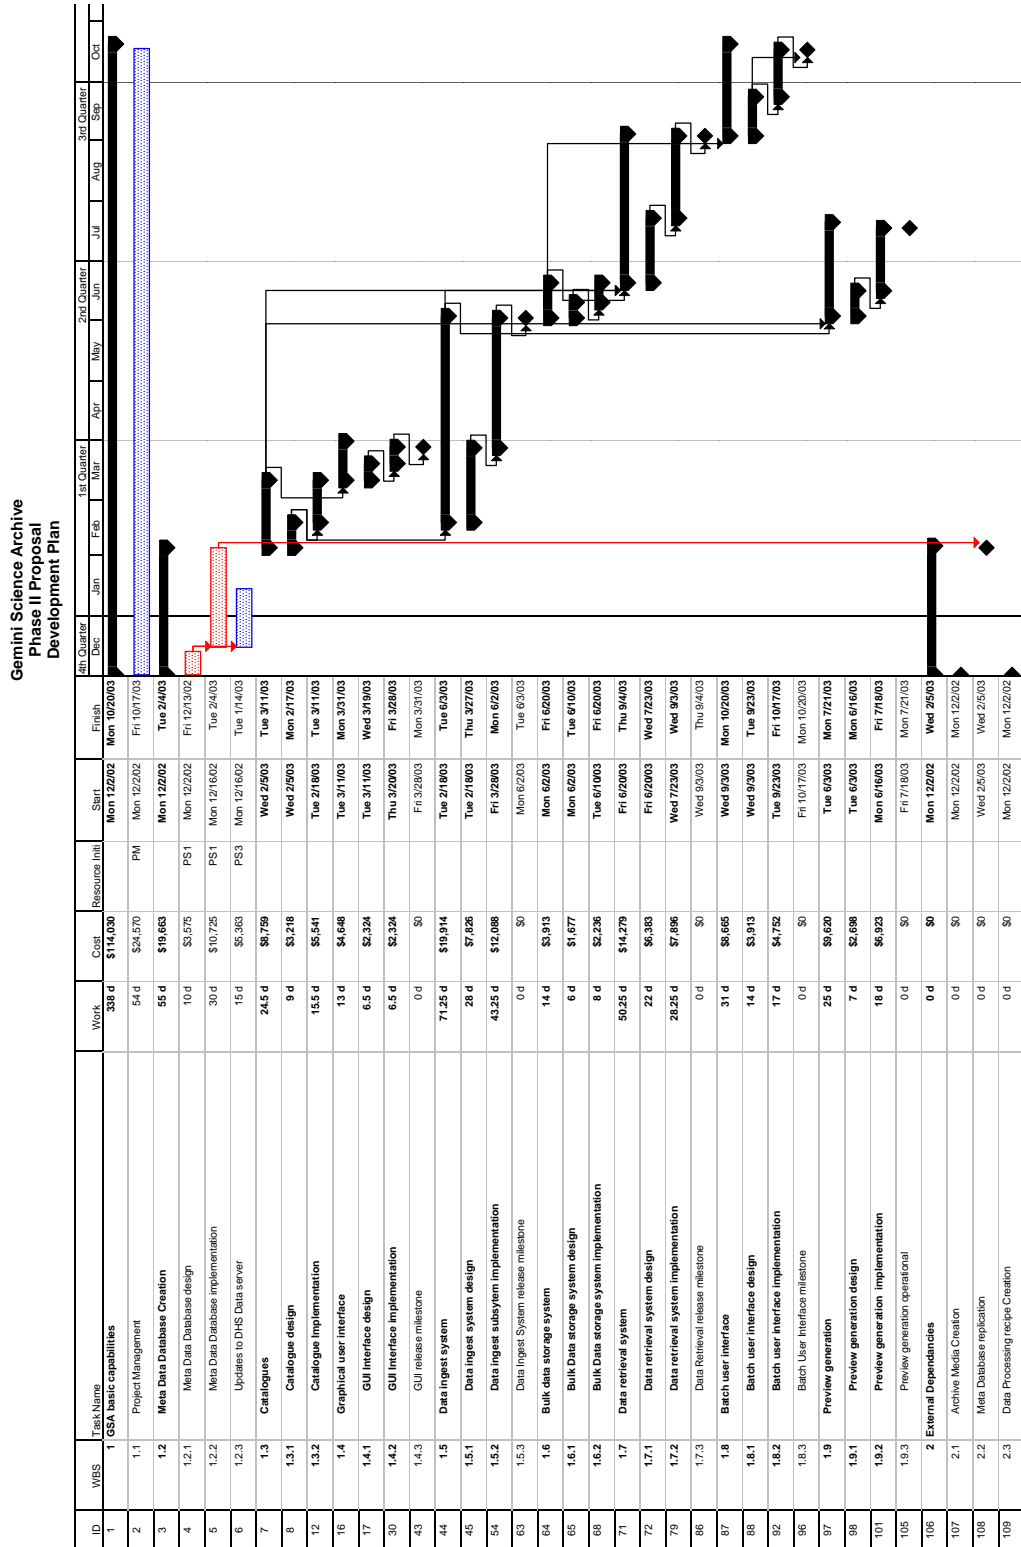 Gemini Science Archive
Phase II Proposal
Development Plan
4th Quarter 1st Quarter 2nd Quarter 3rd Quarter
ID WBS Task Name Work Cost Resource Initi Start Finish Dec Jan Feb Mar Apr May Jun Jul Aug Sep Oct
1 1 GSA basic capabilities 338 d $114,030 Mon 12/2/02 Mon 10/20/03
2 1.1 Project Management 54 d $24,570 PM Mon 12/2/02 Fri 10/17/03
3 1.2 Meta Data Database Creation 55 d $19,663 Mon 12/2/02 Tue 2/4/03
4 1.2.1 Meta Data Database design 10 d $3,575 PS1 Mon 12/2/02 Fri 12/13/02
5 1.2.2 Meta Data Database implementation 30 d $10,725 PS1 Mon 12/16/02 Tue 2/4/03
6 1.2.3 Updates to DHS Data server 15 d $5,363 PS3 Mon 12/16/02 Tue 1/14/03
7 1.3 Catalogues 24.5 d $8,759 Wed 2/5/03 Tue 3/11/03
8 1.3.1 Catalogue design 9 d $3,218 Wed 2/5/03 Mon 2/17/03
12 1.3.2 Catalogue Implementation 15.5 d $5,541 Tue 2/18/03 Tue 3/11/03
16 1.4 Graphical user interface 13 d $4,648 Tue 3/11/03 Mon 3/31/03
17 1.4.1 GUI Interface design 6.5 d $2,324 Tue 3/11/03 Wed 3/19/03
30 1.4.2 GUI Interface implementation 6.5 d $2,324 Thu 3/20/03 Fri 3/28/03
43 1.4.3 GUI release milestone 0 d $0 Fri 3/28/03 Mon 3/31/03
44 1.5 Data ingest system 71.25 d $19,914 Tue 2/18/03 Tue 6/3/03
45 1.5.1 Data ingest system design 28 d $7,826 Tue 2/18/03 Thu 3/27/03
54 1.5.2 Data ingest subsytem implementation 43.25 d $12,088 Fri 3/28/03 Mon 6/2/03
63 1.5.3 Data Ingest System release milestone 0 d $0 Mon 6/2/03 Tue 6/3/03
64 1.6 Bulk data storage system 14 d $3,913 Mon 6/2/03 Fri 6/20/03
65 1.6.1 Bulk Data storage system design 6 d $1,677 Mon 6/2/03 Tue 6/10/03
68 1.6.2 Bulk Data storage system implementation 8 d $2,236 Tue 6/10/03 Fri 6/20/03
71 1.7 Data retrieval system 50.25 d $14,279 Fri 6/20/03 Thu 9/4/03
72 1.7.1 Data retrieval system design 22 d $6,383 Fri 6/20/03 Wed 7/23/03
79 1.7.2 Data retrieval system implementation 28.25 d $7,896 Wed 7/23/03 Wed 9/3/03
86 1.7.3 Data Retrieval release milestone 0 d $0 Wed 9/3/03 Thu 9/4/03
87 1.8 Batch user interface 31 d $8,665 Wed 9/3/03 Mon 10/20/03
88 1.8.1 Batch user interface design 14 d $3,913 Wed 9/3/03 Tue 9/23/03
92 1.8.2 Batch user interface implementation 17 d $4,752 Tue 9/23/03 Fri 10/17/03
96 1.8.3 Batch User Interface milestone 0 d $0 Fri 10/17/03 Mon 10/20/03
97 1.9 Preview generation 25 d $9,620 Tue 6/3/03 Mon 7/21/03
98 1.9.1 Preview generation design 7 d $2,698 Tue 6/3/03 Mon 6/16/03
101 1.9.2 Preview generation implementation 18 d $6,923 Mon 6/16/03 Fri 7/18/03
105 1.9.3 Preview generation operational 0 d $0 Fri 7/18/03 Mon 7/21/03
106 2 External Dependancies 0 d $0 Mon 12/2/02 Wed 2/5/03
107 2.1 Archive Media Creation 0 d $0 Mon 12/2/02 Mon 12/2/02
108 2.2 Meta Database replication 0 d $0 Wed 2/5/03 Wed 2/5/03
109 2.3 Data Processing recipe Creation 0 d $0 Mon 12/2/02 Mon 12/2/02